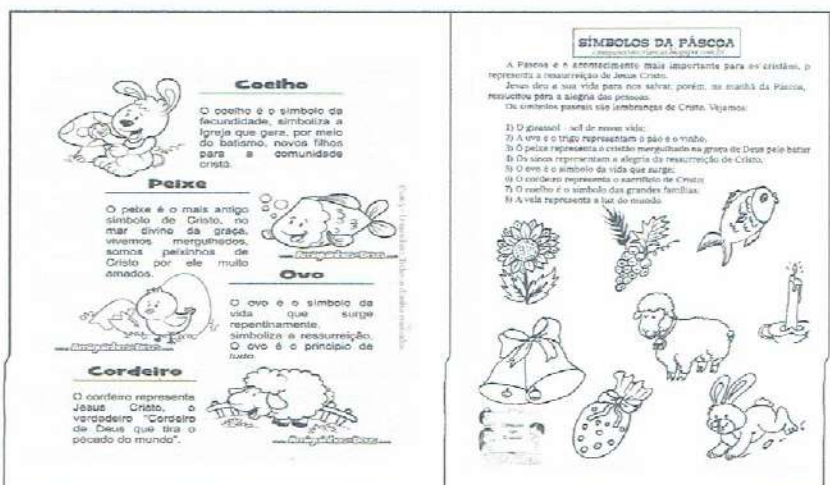 Coelho
O coelho é o símbolo da
fecundidade, simboliza a
Igreja que gera, por meio
do batismo, novos filhos
para a comunidade
cristã.
Peixe
O peixe é o mais antigo
símbolo de Cristo, no
mar divino da graça,
vivemos mergulhados,
somos peixinhos de
Cristo por ele muito
amados.
Ovo
O ovo é o símbolo da
vida que surge
repentinamente,
simboliza a ressurreição.
O ovo é o princípio de
tudo.
Cordeiro
O cordeiro representa
Jesus Cristo, o
verdadeiro "Cordeiro
de Deus que tira o
pecado do mundo".
SÍMBOLOS DA PÁSCOA
A Páscoa é o acontecimento mais importante para os cristãos, p
representa a ressurreição de Jesus Cristo.
Jesus deu a sua vida para nos salvar, porém, na manhã da Páscoa,
ressuscitou para a alegria das pessoas.
Os símbolos pascais são lembranças de Cristo. Vejamos:
1) O girassol - sol de nossa vida;
2) A uva e o trigo representam o pão e o vinho;
3) O peixe representa o cristão mergulhado na graça de Deus pelo batis
4) Os sinos representam a alegria da ressurreição de Cristo;
5) O ovo é o símbolo da vida que surge;
6) O cordeiro representa o sacrifício de Cristo;
7) O coelho é o símbolo das grandes famílias;
8) A vela representa a luz do mundo.